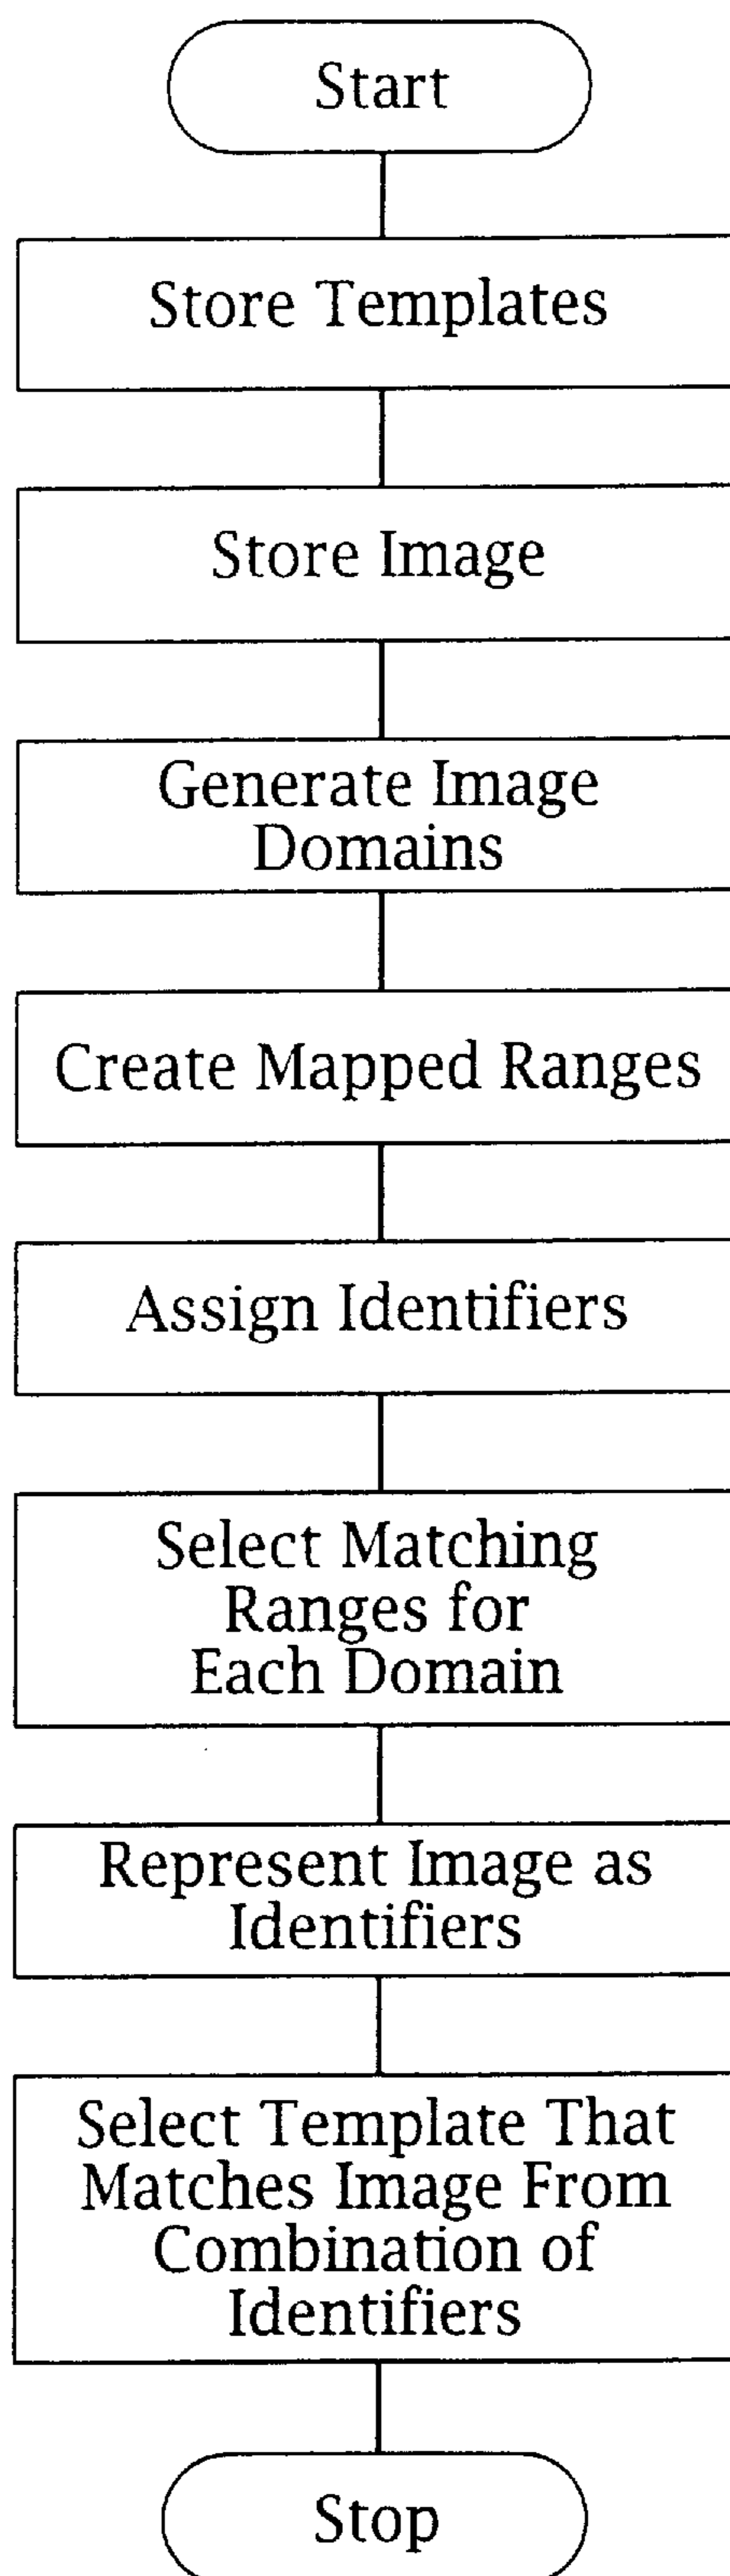 Start
Store Templates
Store Image
Generate Image
Domains
Create Mapped Ranges
Assign Identifiers
Select Matching
Ranges for
Each Domain
Represent Image as
Identifiers
Select Template That
Matches Image From
Combination of
Identifiers
Stop